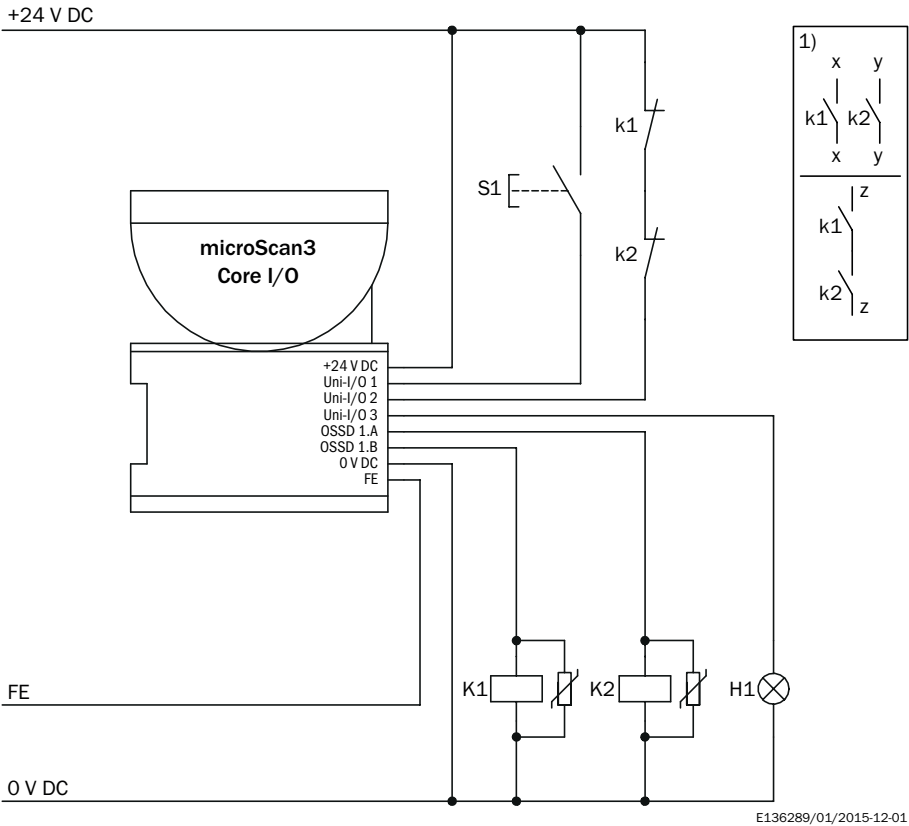 +24 V DC
1)
x y
k1 k2
x y
z
k1
k2
z
k1
S1
k2
microScan3
Core I/O
+24 V DC
Uni-I/O 1
Uni-I/O 2
Uni-I/O 3
OSSD 1.A
OSSD 1.B
0 V DC
FE
FE
K1
K2
H1
0 V DC
E136289/01/2015-12-01